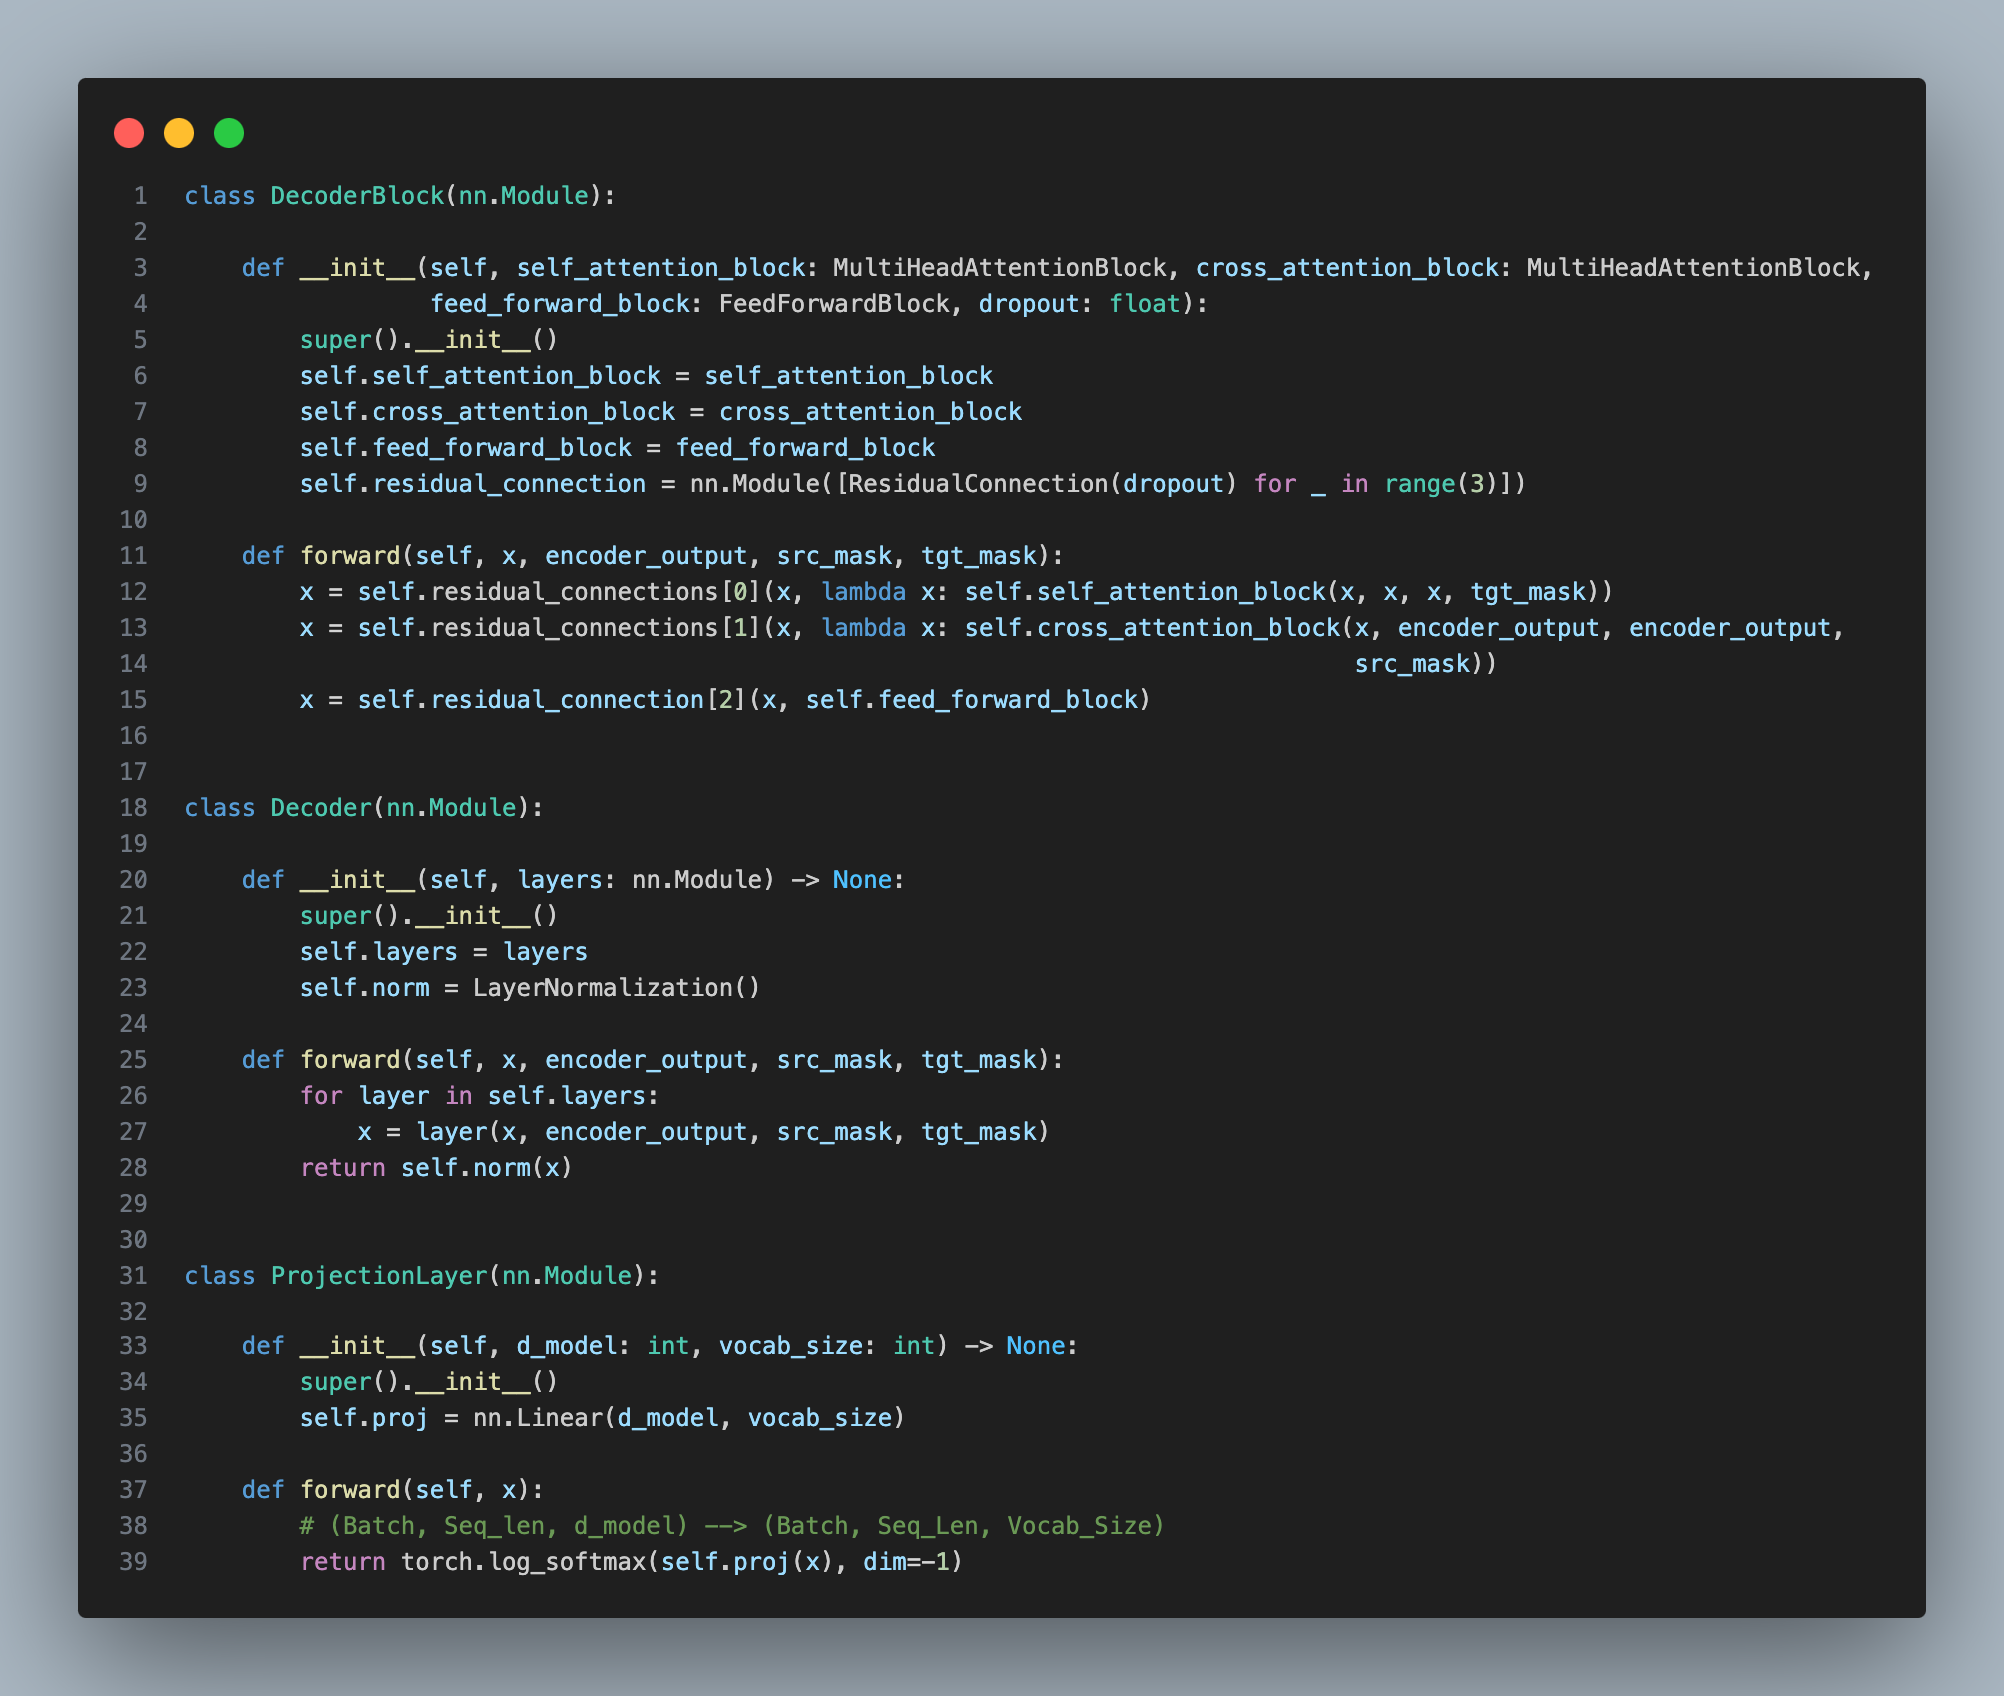 1 class DecoderBlock(nn.Module):
2
3     def __init__(self, self_attention_block: MultiHeadAttentionBlock, cross_attention_block: MultiHeadAttentionBlock,
4                  feed_forward_block: FeedForwardBlock, dropout: float):
5         super().__init__()
6         self.self_attention_block = self_attention_block
7         self.cross_attention_block = cross_attention_block
8         self.feed_forward_block = feed_forward_block
9         self.residual_connection = nn.Module([ResidualConnection(dropout) for _ in range(3)])
10
11     def forward(self, x, encoder_output, src_mask, tgt_mask):
12         x = self.residual_connections[0](x, lambda x: self.self_attention_block(x, x, x, tgt_mask))
13         x = self.residual_connections[1](x, lambda x: self.cross_attention_block(x, encoder_output, encoder_output,
14                                                                                  src_mask))
15         x = self.residual_connection[2](x, self.feed_forward_block)
16
17
18 class Decoder(nn.Module):
19
20     def __init__(self, layers: nn.Module) -> None:
21         super().__init__()
22         self.layers = layers
23         self.norm = LayerNormalization()
24
25     def forward(self, x, encoder_output, src_mask, tgt_mask):
26         for layer in self.layers:
27             x = layer(x, encoder_output, src_mask, tgt_mask)
28         return self.norm(x)
29
30
31 class ProjectionLayer(nn.Module):
32
33     def __init__(self, d_model: int, vocab_size: int) -> None:
34         super().__init__()
35         self.proj = nn.Linear(d_model, vocab_size)
36
37     def forward(self, x):
38         # (Batch, Seq_len, d_model) --> (Batch, Seq_Len, Vocab_Size)
39         return torch.log_softmax(self.proj(x), dim=-1)